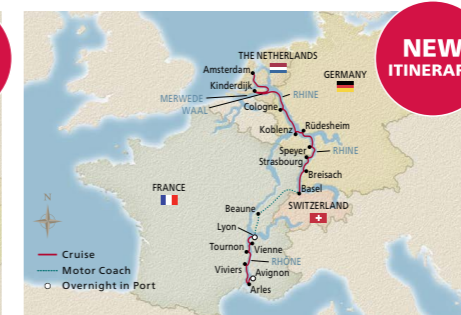 NEW
ITINERAR
THE NETHERLANDS
Amsterdam
GERMANY
Kinderdijk
MERWEDE
WAAL
RHINE
Cologne
Koblenz
Rüdesheim
Speyer
RHINE
Strasbourg
Breisach
FRANCE
Basel
SWITZERLAND
Beaune
Lyon
N
Vienne
Tournon
RHÔNE
Cruise
Viviers
Avignon
Motor Coach
Overnight in Port
Arles